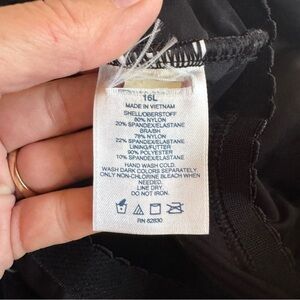 16L
MADE IN VIETNAM
SHELL/OBERSTOFF
80% NYLON
20% SPANDEX/ELASTANE
BRA/BH
78% NYLON
22% SPANDEX/ELASTANE
LINING/FUTTER
90% POLYESTER
10% SPANDEX/ELASTANE
HAND WASH COLD.
WASH DARK COLORS SEPARATELY.
ONLY NON-CHLORINE BLEACH WHEN
NEEDED.
LINE DRY.
DO NOT IRON.
RN 82830